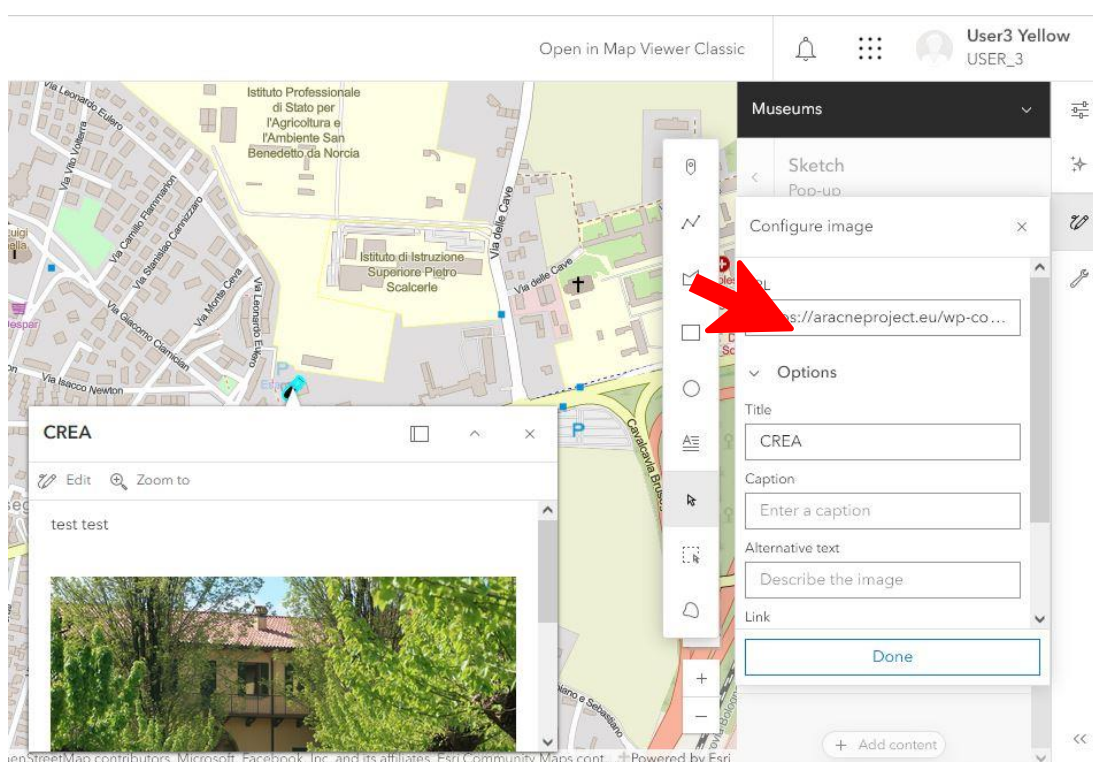 Open in Map Viewer Classic
User3 Yellow
USER_3
Via Leonardo Eulero
Via Vito Volterra
Istituto Professionale
di Stato per
l'Agricoltura e
l'Ambiente San
Benedetto da Norcia
Via Camillo Flammarion
Via Stanislao Cannizzaro
Luigi
Via delle Cave
Istituto di Istruzione
Superiore Pietro
Scalcerle
Via delle Cave
Via Monte Ceva
Via Leonardo Eulero
Via Giacomo Ciamician
Despar
Via Isacco Newton
P
P
Cavalcavia
CREA
Edit
Zoom to
test test
Museums
Sketch
Pop-up
Configure image
s://aracneproject.eu/wp-co...
Options
Title
CREA
Caption
Enter a caption
Alternative text
Describe the image
Link
Done
+
−
+ Add content
enStreetMap contributors, Microsoft, Facebook, Inc. and its affiliates, Esri Community Maps cont...
Powered by Esri